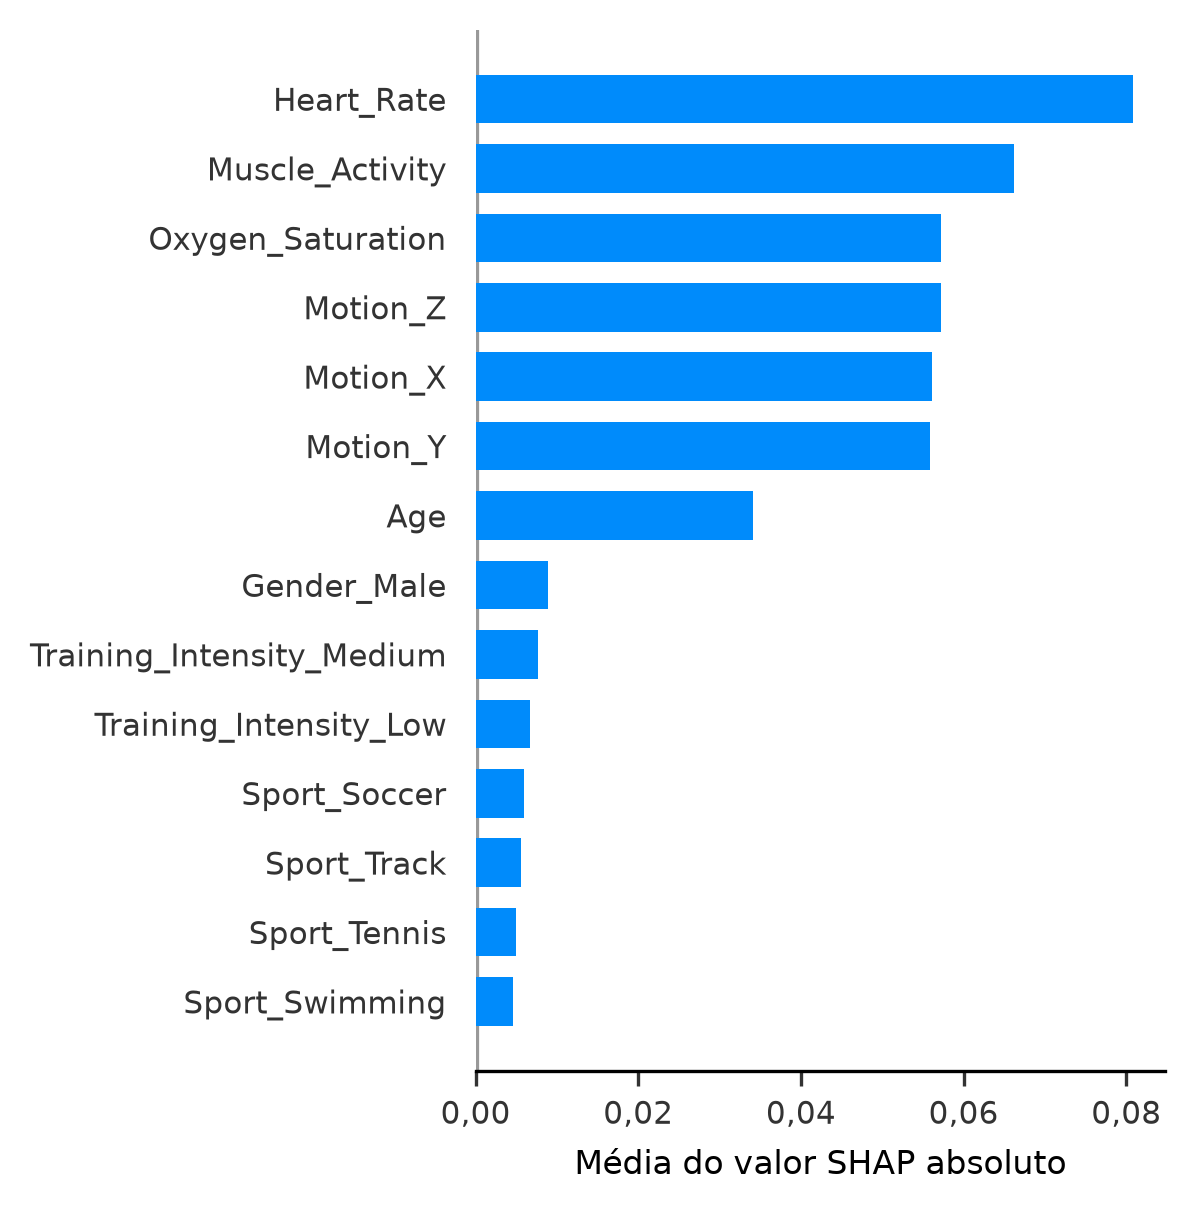 Heart_Rate
Muscle_Activity
Oxygen_Saturation
Motion_Z
Motion_X
Motion_Y
Age
Gender_Male
Training_Intensity_Medium
Training_Intensity_Low
Sport_Soccer
Sport_Track
Sport_Tennis
Sport_Swimming
0,00 0,02 0,04 0,06 0,08
Média do valor SHAP absoluto